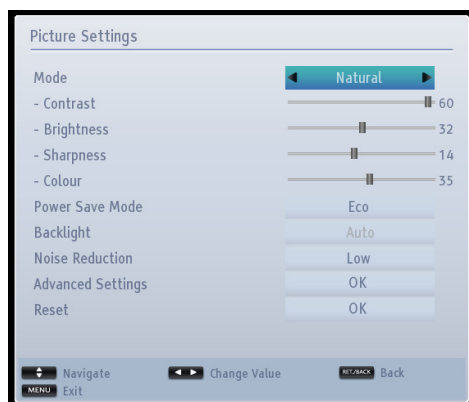 Picture Settings
Mode Natural
- Contrast 60
- Brightness 32
- Sharpness 14
- Colour 35
Power Save Mode Eco
Backlight Auto
Noise Reduction Low
Advanced Settings OK
Reset OK
Navigate Change Value RET./BACK Back
MENU Exit